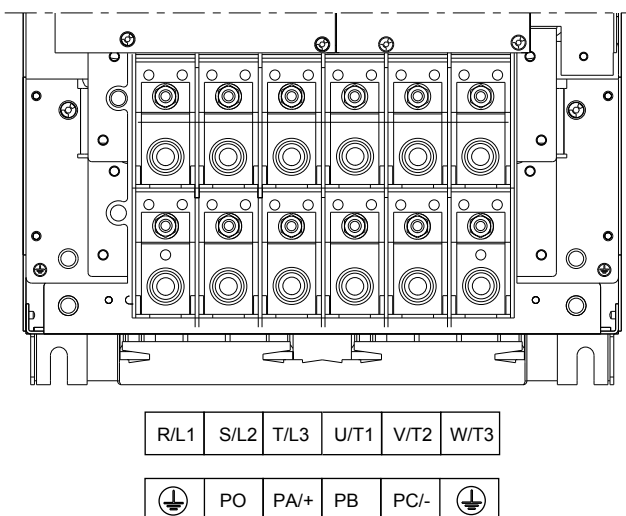 R/L1 S/L2 T/L3 U/T1 V/T2 W/T3
PO PA/+ PB PC/-